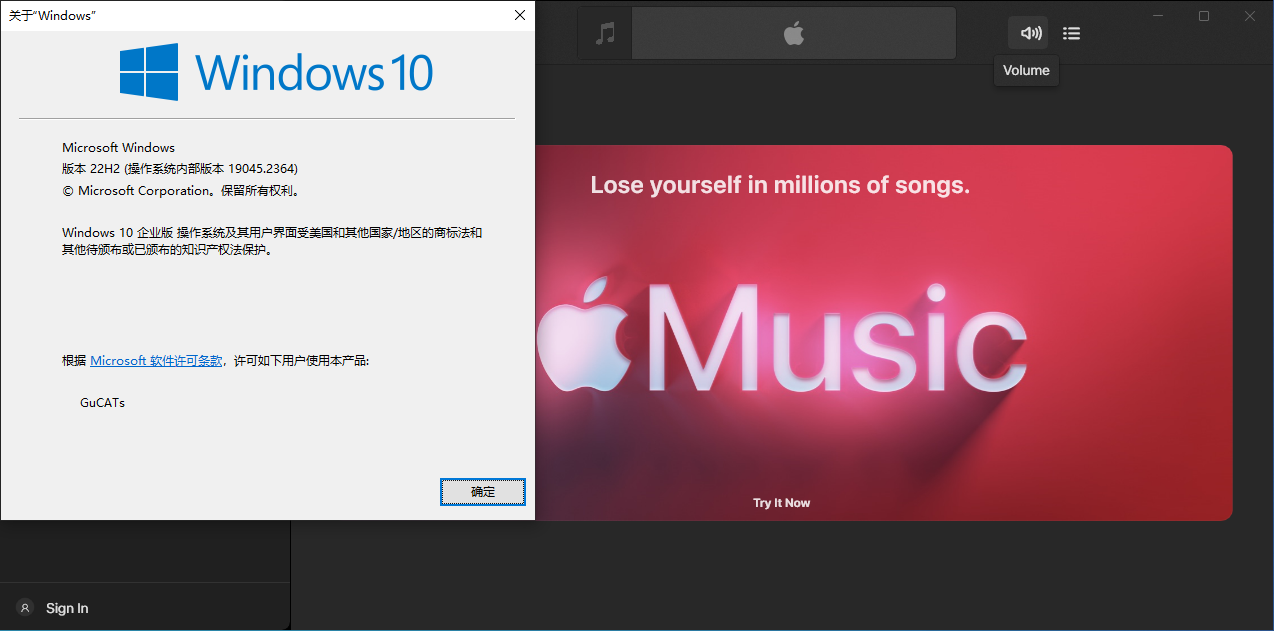 关于“Windows”
Windows 10
Microsoft Windows
版本 22H2 (操作系统内部版本 19045.2364)
© Microsoft Corporation。保留所有权利。
Windows 10 企业版 操作系统及其用户界面受美国和其他国家/地区的商标法和
其他待颁布或已颁布的知识产权法保护。
根据 Microsoft 软件许可条款，许可如下用户使用本产品:
GuCATs
确定
Volume
Lose yourself in millions of songs.
Music
Try It Now
Sign In